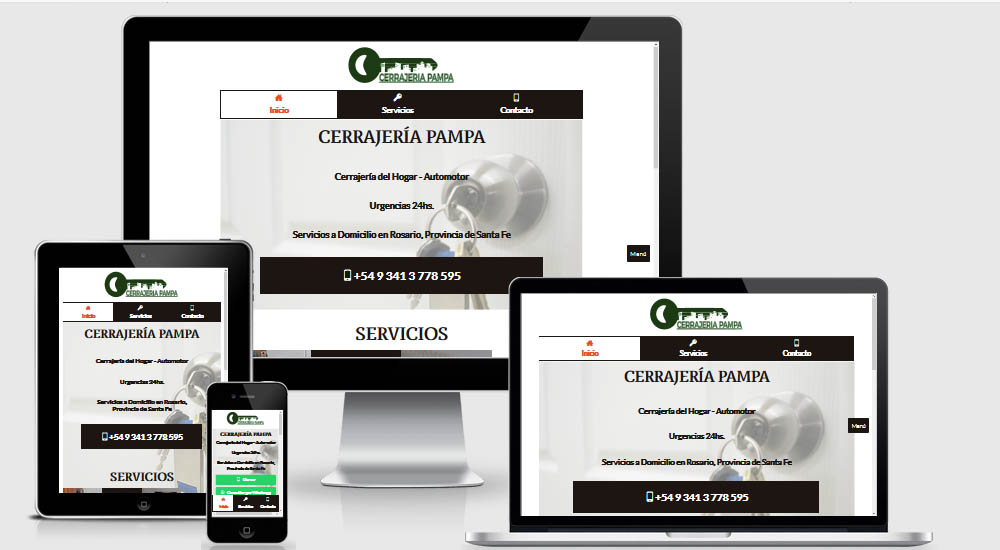 CERRAJERIA PAMPA
Inicio
Servicios
Contacto
CERRAJERÍA PAMPA
Cerrajería del Hogar - Automotor
Urgencias 24hs.
Servicios a Domicilio en Rosario, Provincia de Santa Fe
+54 9 341 3 778 595
Menú
SERVICIOS
CERRAJERIA PAMPA
Inicio
Servicios
Contacto
CERRAJERÍA PAMPA
Cerrajería del Hogar - Automotor
Urgencias 24hs.
Servicios a Domicilio en Rosario,
Provincia de Santa Fe
+54 9 341 3 778 595
SERVICIOS
CERRAJERIA PAMPA
CERRAJERÍA PAMPA
Cerrajería del Hogar - Automotor
Urgencias 24hs.
Servicios a Domicilio en Rosario,
Provincia de Santa Fe
Inicio
Servicios
Contacto
CERRAJERIA PAMPA
Inicio
Servicios
Contacto
CERRAJERÍA PAMPA
Cerrajería del Hogar - Automotor
Menú
Urgencias 24hs.
Servicios a Domicilio en Rosario, Provincia de Santa Fe
+54 9 341 3 778 595